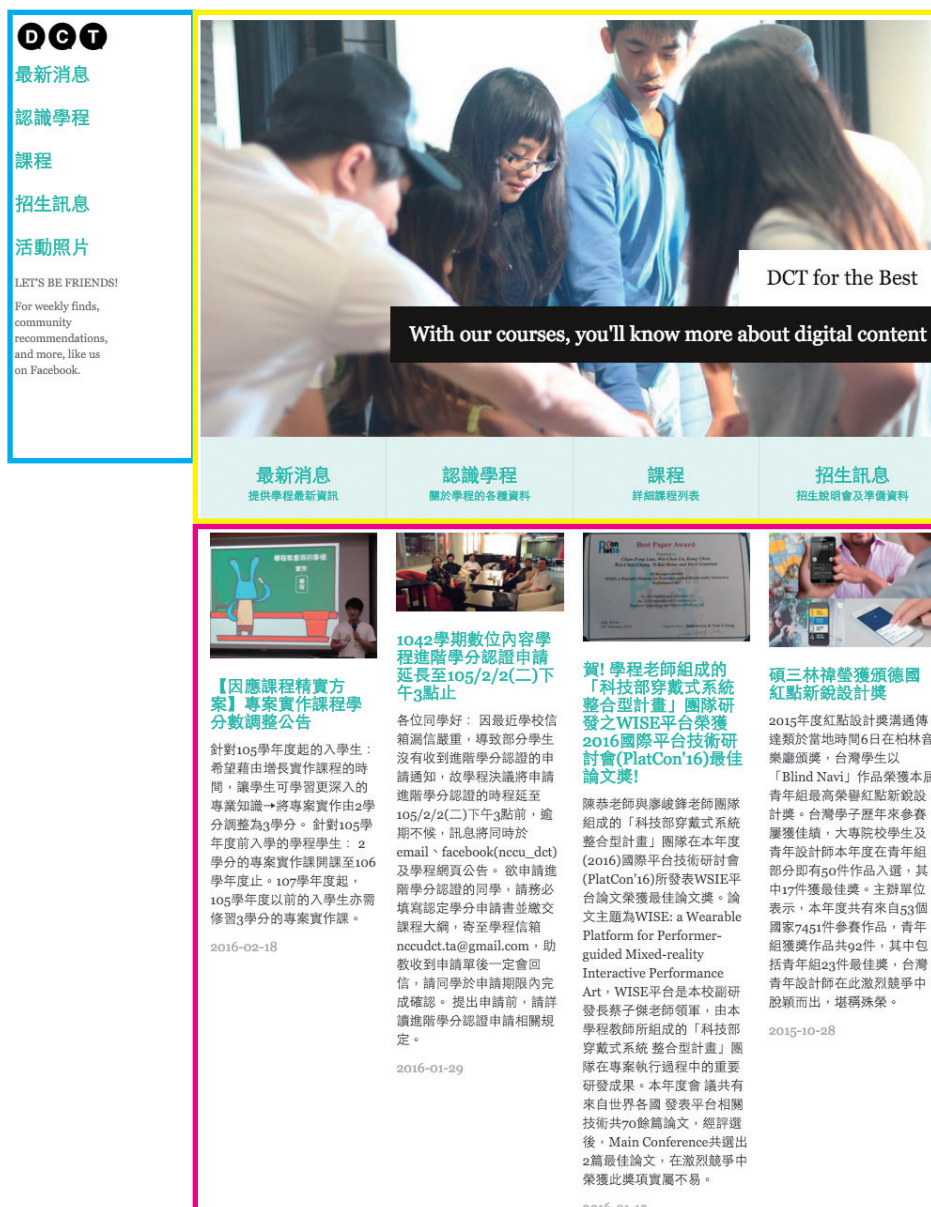 DCT
最新消息
認識學程
課程
招生訊息
活動照片
LET'S BE FRIENDS!
For weekly finds,
community
recommendations,
and more, like us
on Facebook.
DCT for the Best
With our courses, you'll know more about digital content
最新消息
提供學程最新資訊
認識學程
關於學程的各種資料
課程
詳細課程列表
招生訊息
招生說明會及準備資料
【因應課程精實方
案】專案實作課程學
分數調整公告
針對105學年度起的入學生：
希望藉由增長實作課程的時
間，讓學生可學習更深入的
專業知識→將專案實作由2學
分調整為3學分。 針對105學
年度前入學的學程學生： 2
學分的專案實作課開課至106
學年度止。107學年度起，
105學年度以前的入學生亦需
修習3學分的專案實作課。
2016-02-18
1042學期數位內容學
程進階學分認證申請
延長至105/2/2(二)下
午3點止
各位同學好： 因最近學校信
箱漏信嚴重，導致部分學生
沒有收到進階學分認證的申
請通知，故學程決議將申請
進階學分認證的時程延至
105/2/2(二)下午3點前，逾
期不候，訊息將同時於
email、facebook(nccu_dct)
及學程網頁公告。 欲申請進
階學分認證的同學，請務必
填寫認定學分申請書並繳交
課程大綱，寄至學程信箱
nccudct.ta@gmail.com，助
教收到申請單後一定會回
信，請同學於申請期限內完
成確認。 提出申請前，請詳
讀進階學分認證申請相關規
定。
2016-01-29
Best Paper Award
賀! 學程老師組成的
「科技部穿戴式系統
整合型計畫」團隊研
發之WISE平台榮獲
2016國際平台技術研
討會(PlatCon'16)最佳
論文獎!
陳恭老師與廖峻鋒老師團隊
組成的「科技部穿戴式系統
整合型計畫」團隊在本年度
(2016)國際平台技術研討會
(PlatCon'16)所發表WSIE平
台論文榮獲最佳論文獎。論
文主題為WISE: a Wearable
Platform for Performer-
guided Mixed-reality
Interactive Performance
Art，WISE平台是本校副研
發長蔡子傑老師領軍，由本
學程教師所組成的「科技部
穿戴式系統 整合型計畫」團
隊在專案執行過程中的重要
研發成果。本年度會 議共有
來自世界各國 發表平台相關
技術共70餘篇論文，經評選
後，Main Conference共選出
2篇最佳論文，在激烈競爭中
榮獲此獎項實屬不易。
碩三林禕瑩獲頒德國
紅點新銳設計獎
2015年度紅點設計獎溝通傳
達類於當地時間6日在柏林音
樂廳頒獎，台灣學生以
「Blind Navi」作品榮獲本屆
青年組最高榮譽紅點新銳設
計獎。台灣學子歷年來參賽
屢獲佳績，大專院校學生及
青年設計師本年度在青年組
部分即有50件作品入選，其
中17件獲最佳獎。主辦單位
表示，本年度共有來自53個
國家7451件參賽作品，青年
組獲獎作品共92件，其中包
括青年組23件最佳獎，台灣
青年設計師在此激烈競爭中
脫穎而出，堪稱殊榮。
2015-10-28